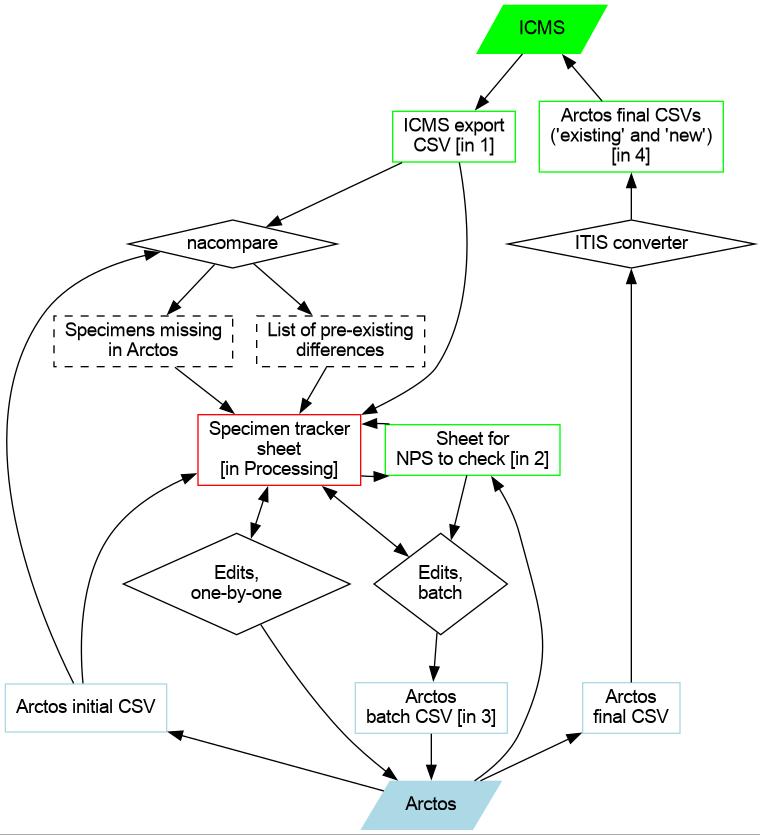 ICMS
ICMS export
CSV [in 1]
Arctos final CSVs
('existing' and 'new')
[in 4]
nacompare
ITIS converter
Specimens missing
in Arctos
List of pre-existing
differences
Specimen tracker
sheet
[in Processing]
Sheet for
NPS to check [in 2]
Edits,
one-by-one
Edits,
batch
Arctos initial CSV
Arctos
batch CSV [in 3]
Arctos
final CSV
Arctos